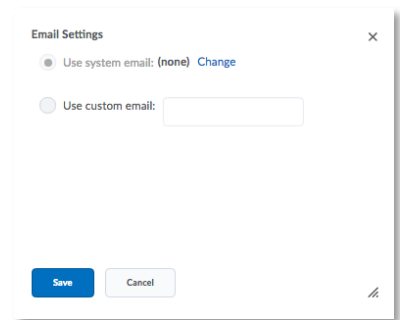 Email Settings
Use system email: (none) Change
Use custom email:
Save Cancel